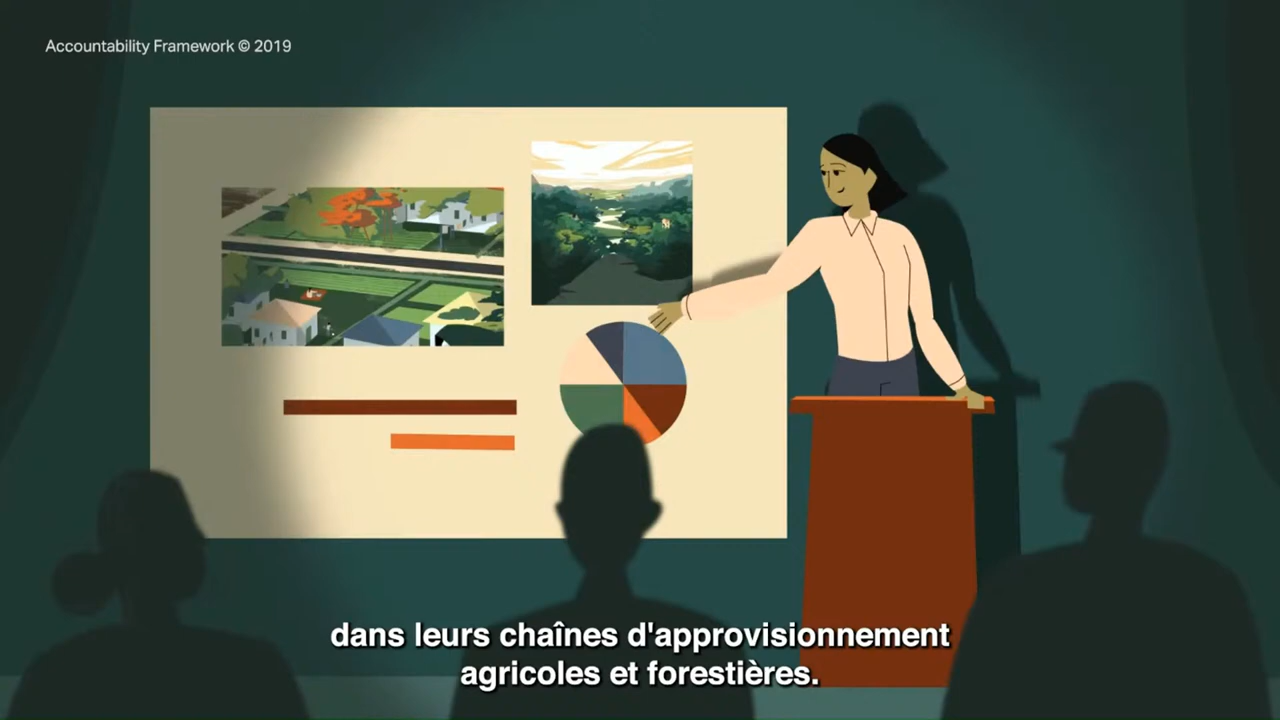 Accountability Framework © 2019
dans leurs chaînes d'approvisionnement
agricoles et forestières.